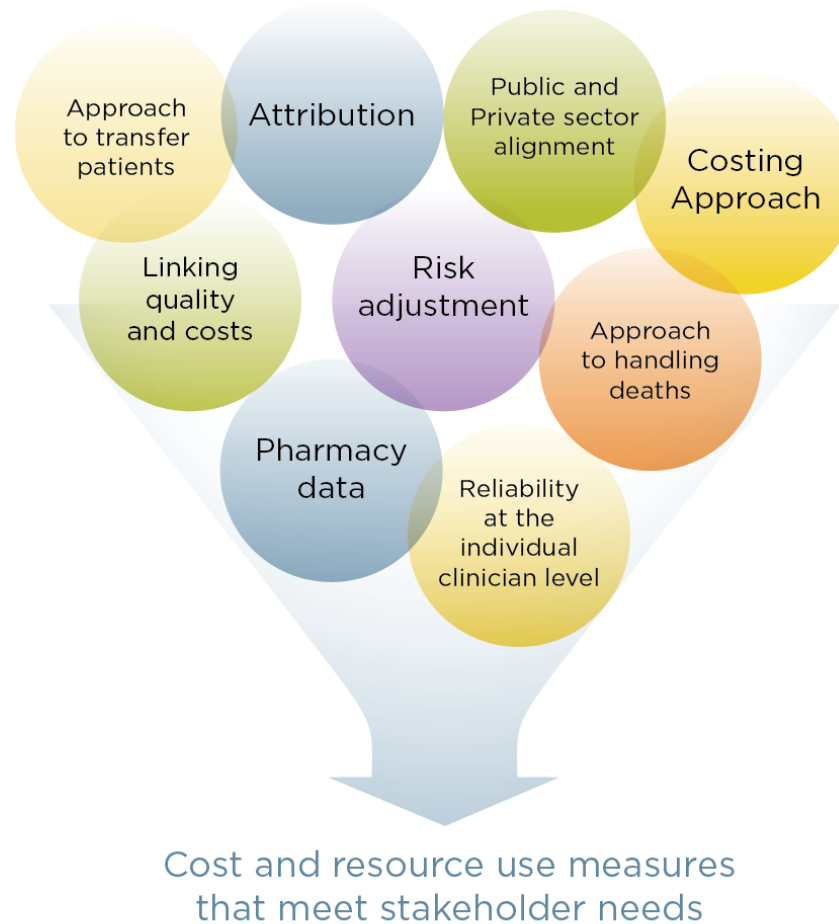 Approach
to transfer
patients
Attribution
Public and
Private sector
alignment
Costing
Approach
Linking
quality
and costs
Risk
adjustment
Approach
to handling
deaths
Pharmacy
data
Reliability
at the
individual
clinician level
Cost and resource use measures
that meet stakeholder needs